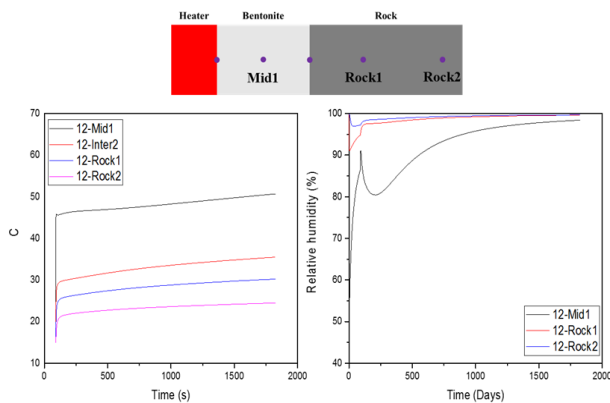 Heater Bentonite Rock
Mid1 Rock1 Rock2
70
60
50
40
30
20
10
C
12-Mid1
12-Inter2
12-Rock1
12-Rock2
0 500 1000 1500 2000
Time (s)
100
90
80
70
60
50
40
Relative humidity (%)
12-Mid1
12-Rock1
12-Rock2
0 500 1000 1500 2000
Time (Days)